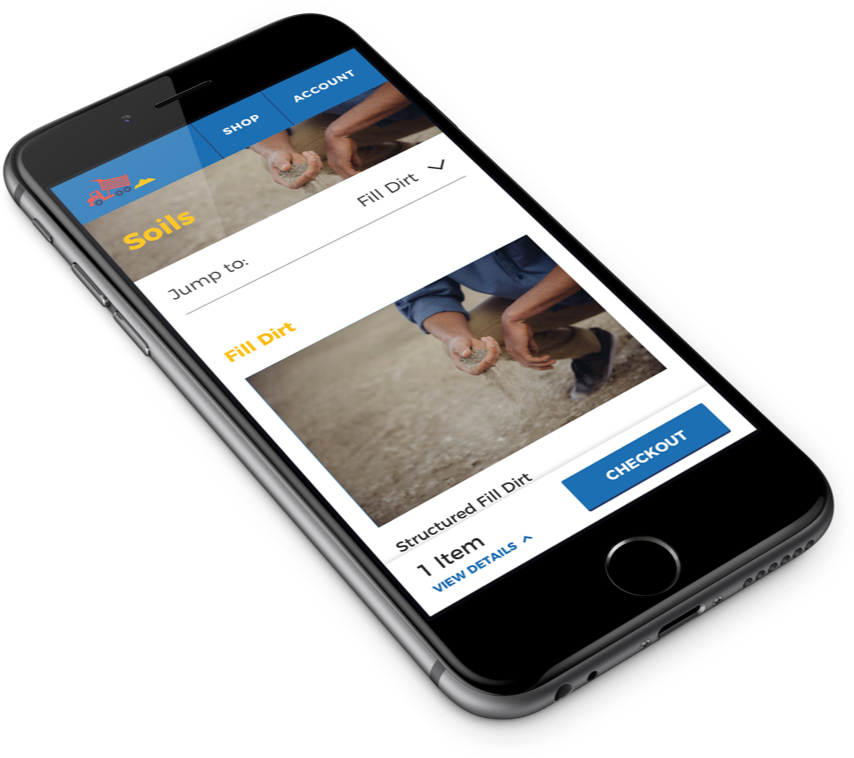 SHOP
ACCOUNT
Soils
Jump to:
Fill Dirt
Fill Dirt
Structured Fill Dirt
1 Item
VIEW DETAILS
CHECKOUT